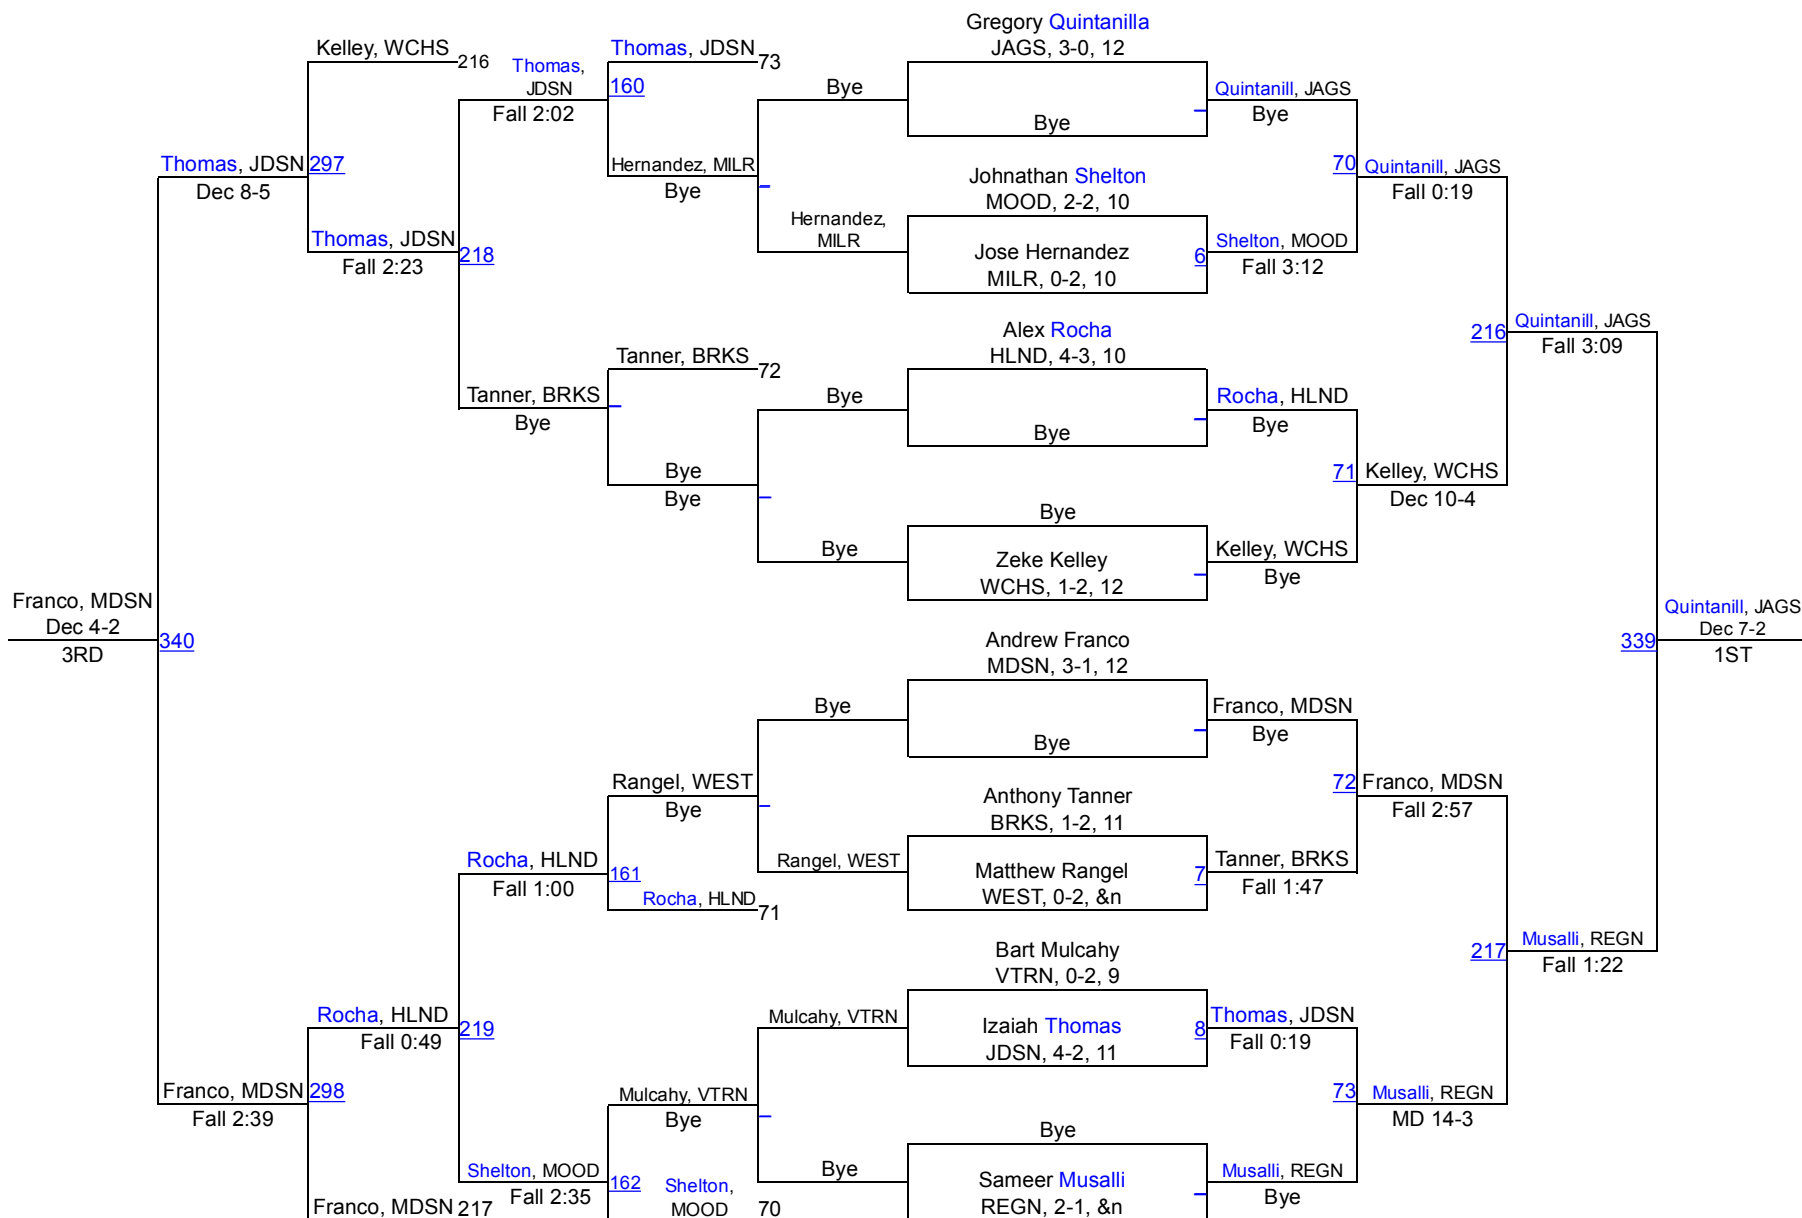 Gregory Quintanilla
JAGS, 3-0, 12
Kelley, WCHS
216
Thomas, JDSN
73
Thomas,
JDSN
160
Fall 2:02
Bye
Bye
Quintanill, JAGS
Bye
Thomas, JDSN
297
Dec 8-5
Hernandez, MILR
Bye
Johnathan Shelton
MOOD, 2-2, 10
70
Quintanill, JAGS
Fall 0:19
Thomas, JDSN
218
Fall 2:23
Hernandez,
MILR
Jose Hernandez
MILR, 0-2, 10
6
Shelton, MOOD
Fall 3:12
Alex Rocha
HLND, 4-3, 10
216
Quintanill, JAGS
Fall 3:09
Tanner, BRKS
72
Tanner, BRKS
Bye
Bye
Bye
Rocha, HLND
Bye
Bye
Bye
71
Kelley, WCHS
Dec 10-4
Bye
Bye
Zeke Kelley
WCHS, 1-2, 12
Kelley, WCHS
Bye
Franco, MDSN
Dec 4-2
3RD
340
Andrew Franco
MDSN, 3-1, 12
339
Quintanill, JAGS
Dec 7-2
1ST
Bye
Bye
Franco, MDSN
Bye
Rangel, WEST
Bye
Anthony Tanner
BRKS, 1-2, 11
72
Franco, MDSN
Fall 2:57
Rocha, HLND
Fall 1:00
161
Rangel, WEST
Matthew Rangel
WEST, 0-2, &n
7
Tanner, BRKS
Fall 1:47
Rocha, HLND
71
Bart Mulcahy
VTRN, 0-2, 9
217
Musalli, REGN
Fall 1:22
Rocha, HLND
219
Fall 0:49
Mulcahy, VTRN
Izaiah Thomas
JDSN, 4-2, 11
8
Thomas, JDSN
Fall 0:19
Franco, MDSN
298
Fall 2:39
Mulcahy, VTRN
Bye
73
Musalli, REGN
MD 14-3
Bye
Shelton, MOOD
162
Fall 2:35
Shelton,
MOOD
70
Bye
Sameer Musalli
REGN, 2-1, &n
Musalli, REGN
Bye
Franco, MDSN
217